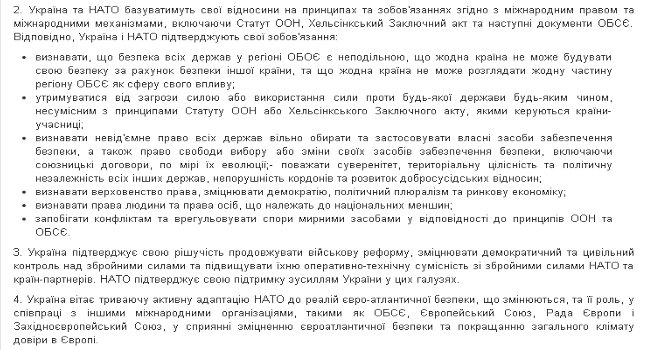 2. Україна та НАТО базуватимуть свої відносини на принципах та зобов'язаннях згідно з міжнародним правом та
міжнародними механізмами, включаючи Статут ООН, Хельсінкський Заключний акт та наступні документи ОБСЄ.
Відповідно, Україна і НАТО підтверджують свої зобов'язання:
• визнавати, що безпека всіх держав у регіоні ОБОЄ є неподільною, що жодна країна не може будувати
свою безпеку за рахунок безпеки іншої країни, та що жодна країна не може розглядати жодну частину
регіону ОБСЄ як сферу свого впливу;
• утримуватися від загрози силою або використання сили проти будь-якої держави будь-яким чином,
несумісним з принципами Статуту ООН або Хельсінкського Заключного акту, якими керуються країни-
учасниці;
• визнавати невід'ємне право всіх держав вільно обирати та застосовувати власні засоби забезпечення
безпеки, а також право свободи вибору або зміни своїх засобів забезпечення безпеки, включаючи
союзницькі договори, по мірі їх еволюції;- поважати суверенітет, територіальну цілісність та політичну
незалежність всіх інших держав, непорушність кордонів та розвиток добросусідських відносин;
• визнавати верховенство права, зміцнювати демократію, політичний плюралізм та ринкову економіку;
• визнавати права людини та права осіб, що належать до національних меншин;
• запобігати конфліктам та врегульовувати спори мирними засобами у відповідності до принципів ООН та
ОБСЄ.
3. Україна підтверджує свою рішучість продовжувати військову реформу, зміцнювати демократичний та цивільний
контроль над збройними силами та підвищувати їхню оперативно-технічну сумісність зі збройними силами НАТО та
країн-партнерів. НАТО підтверджує свою підтримку зусиллям України у цих галузях.
4. Україна вітає триваючу активну адаптацію НАТО до реалій євро-атлантичної безпеки, що змінюються, та її роль, у
співпраці з іншими міжнародними організаціями, такими як ОБСЄ, Європейський Союз, Рада Європи і
Західноєвропейський Союз, у сприянні зміцненню євроатлантичної безпеки та покращанню загального клімату
довіри в Європі.